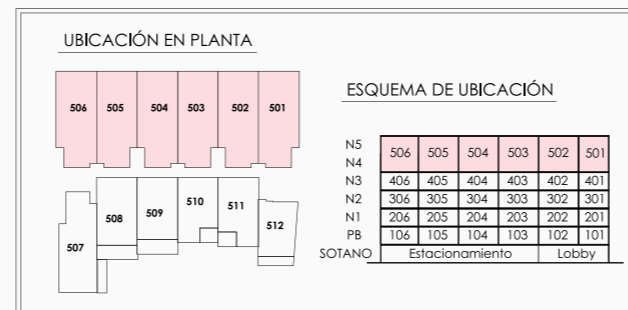 UBICACIÓN EN PLANTA
506 505 504 503 502 501
507 508 509 510 511 512
ESQUEMA DE UBICACIÓN
N5
N4
506 505 504 503 502 501
N3 406 405 404 403 402 401
N2 306 305 304 303 302 301
N1 206 205 204 203 202 201
PB 106 105 104 103 102 101
SOTANO Estacionamiento Lobby